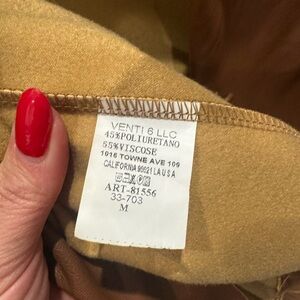 VENTI 6 LLC
45%POLIURETANO
55%VISCOSE
1016 TOWNE AVE 109
CALIFORNIA 90021 LA USA
ART-81556
33-703
M